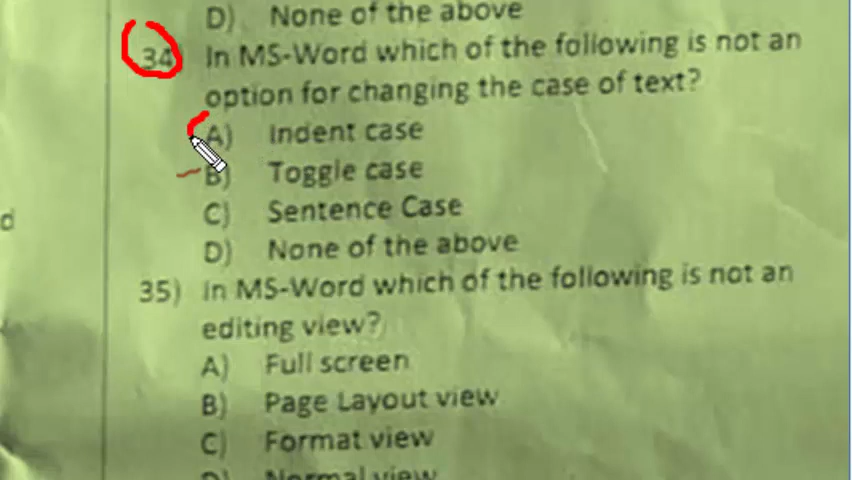 D) None of the above
34) In MS-Word which of the following is not an
option for changing the case of text?
A) Indent case
B) Toggle case
C) Sentence Case
D) None of the above
d
35) In MS-Word which of the following is not an
editing view?
A) Full screen
B) Page Layout view
C) Format view
D) Normal view